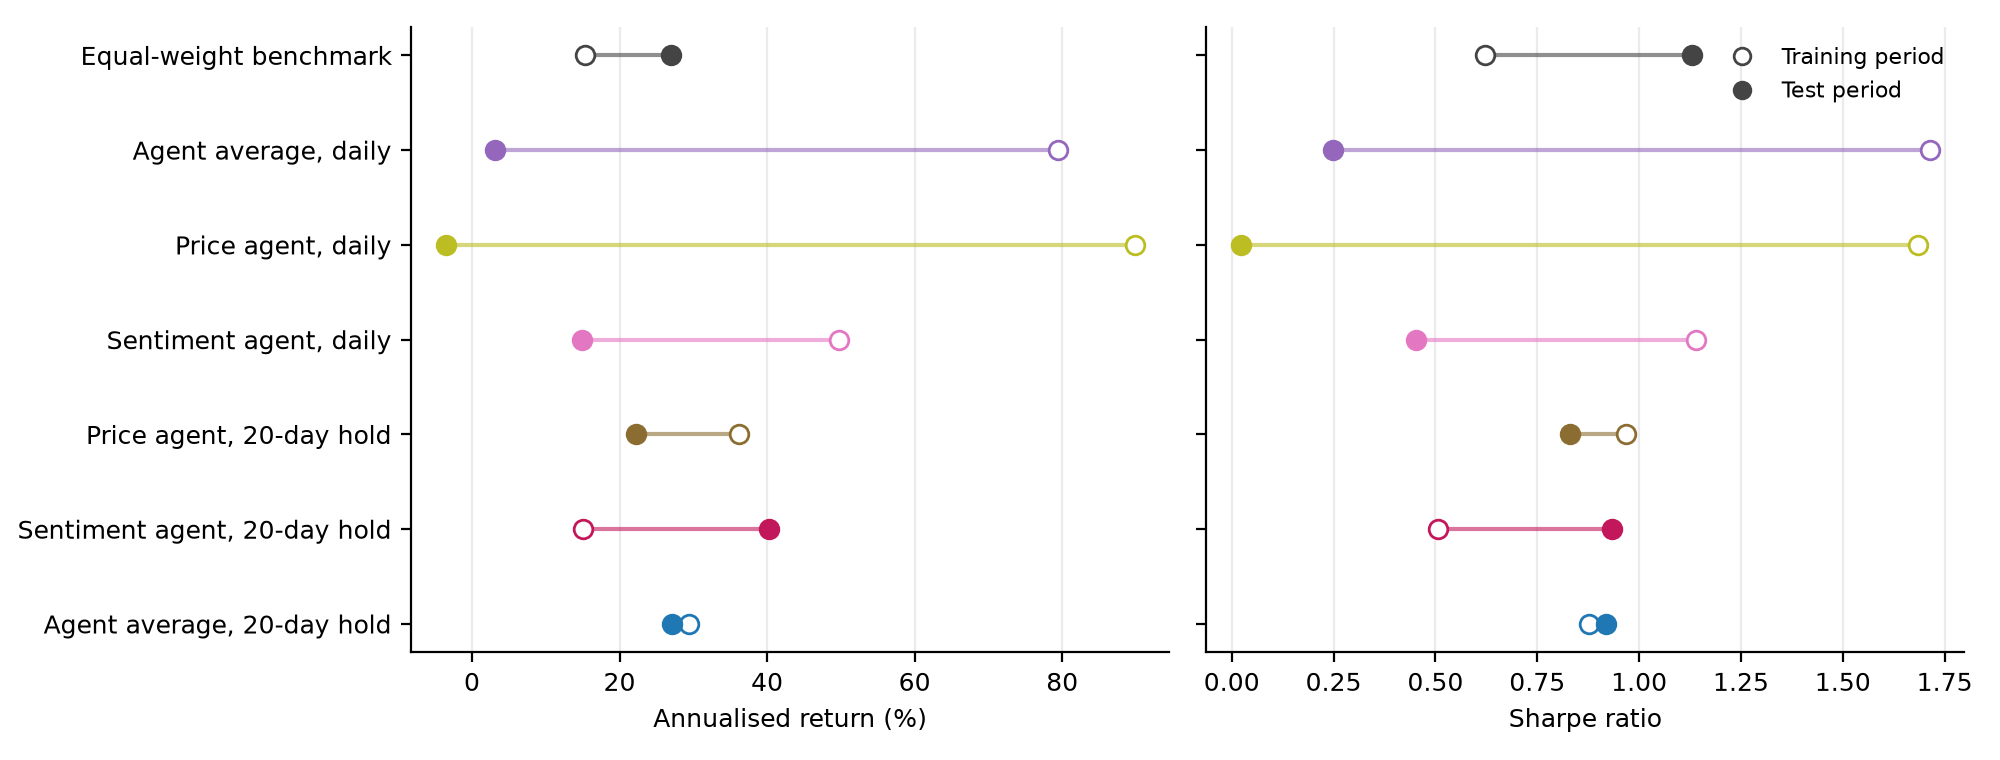 Equal-weight benchmark
Agent average, daily
Price agent, daily
Sentiment agent, daily
Price agent, 20-day hold
Sentiment agent, 20-day hold
Agent average, 20-day hold
0 20 40 60 80
Annualised return (%)
Training period
Test period
0.00 0.25 0.50 0.75 1.00 1.25 1.50 1.75
Sharpe ratio